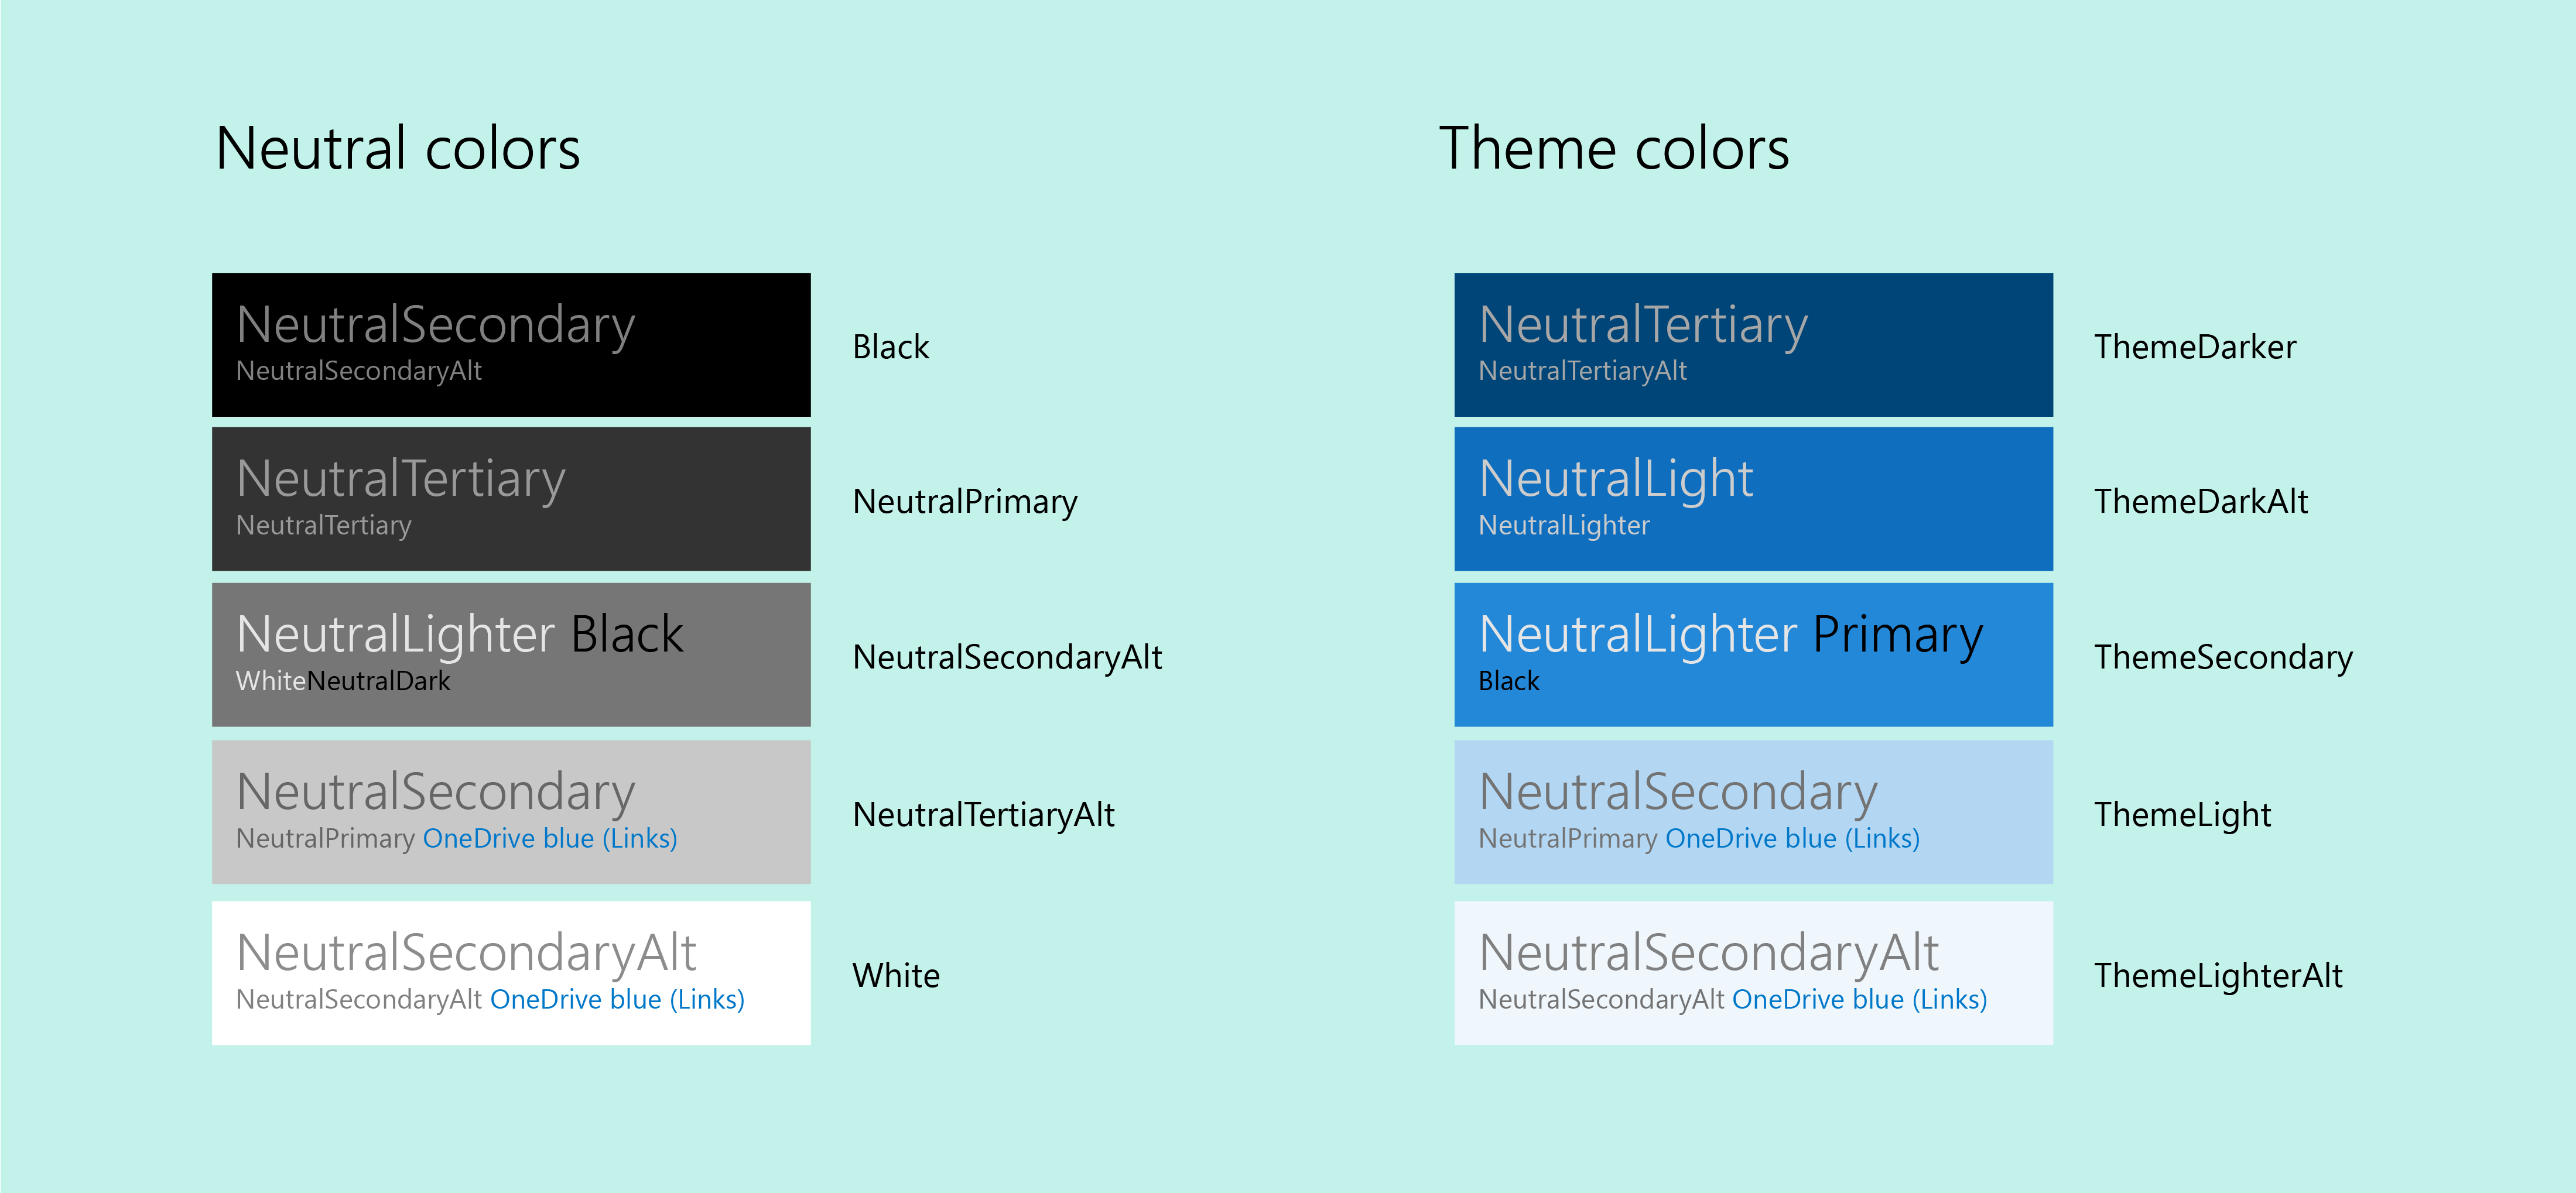 Neutral colors
NeutralSecondary
NeutralSecondaryAlt
Black
NeutralTertiary
NeutralTertiary
NeutralPrimary
NeutralLighter Black
WhiteNeutralDark
NeutralSecondaryAlt
NeutralSecondary
NeutralPrimary OneDrive blue (Links)
NeutralTertiaryAlt
NeutralSecondaryAlt
NeutralSecondaryAlt OneDrive blue (Links)
White
Theme colors
NeutralTertiary
NeutralTertiaryAlt
ThemeDarker
NeutralLight
NeutralLighter
ThemeDarkAlt
NeutralLighter Primary
Black
ThemeSecondary
NeutralSecondary
NeutralPrimary OneDrive blue (Links)
ThemeLight
NeutralSecondaryAlt
NeutralSecondaryAlt OneDrive blue (Links)
ThemeLighterAlt